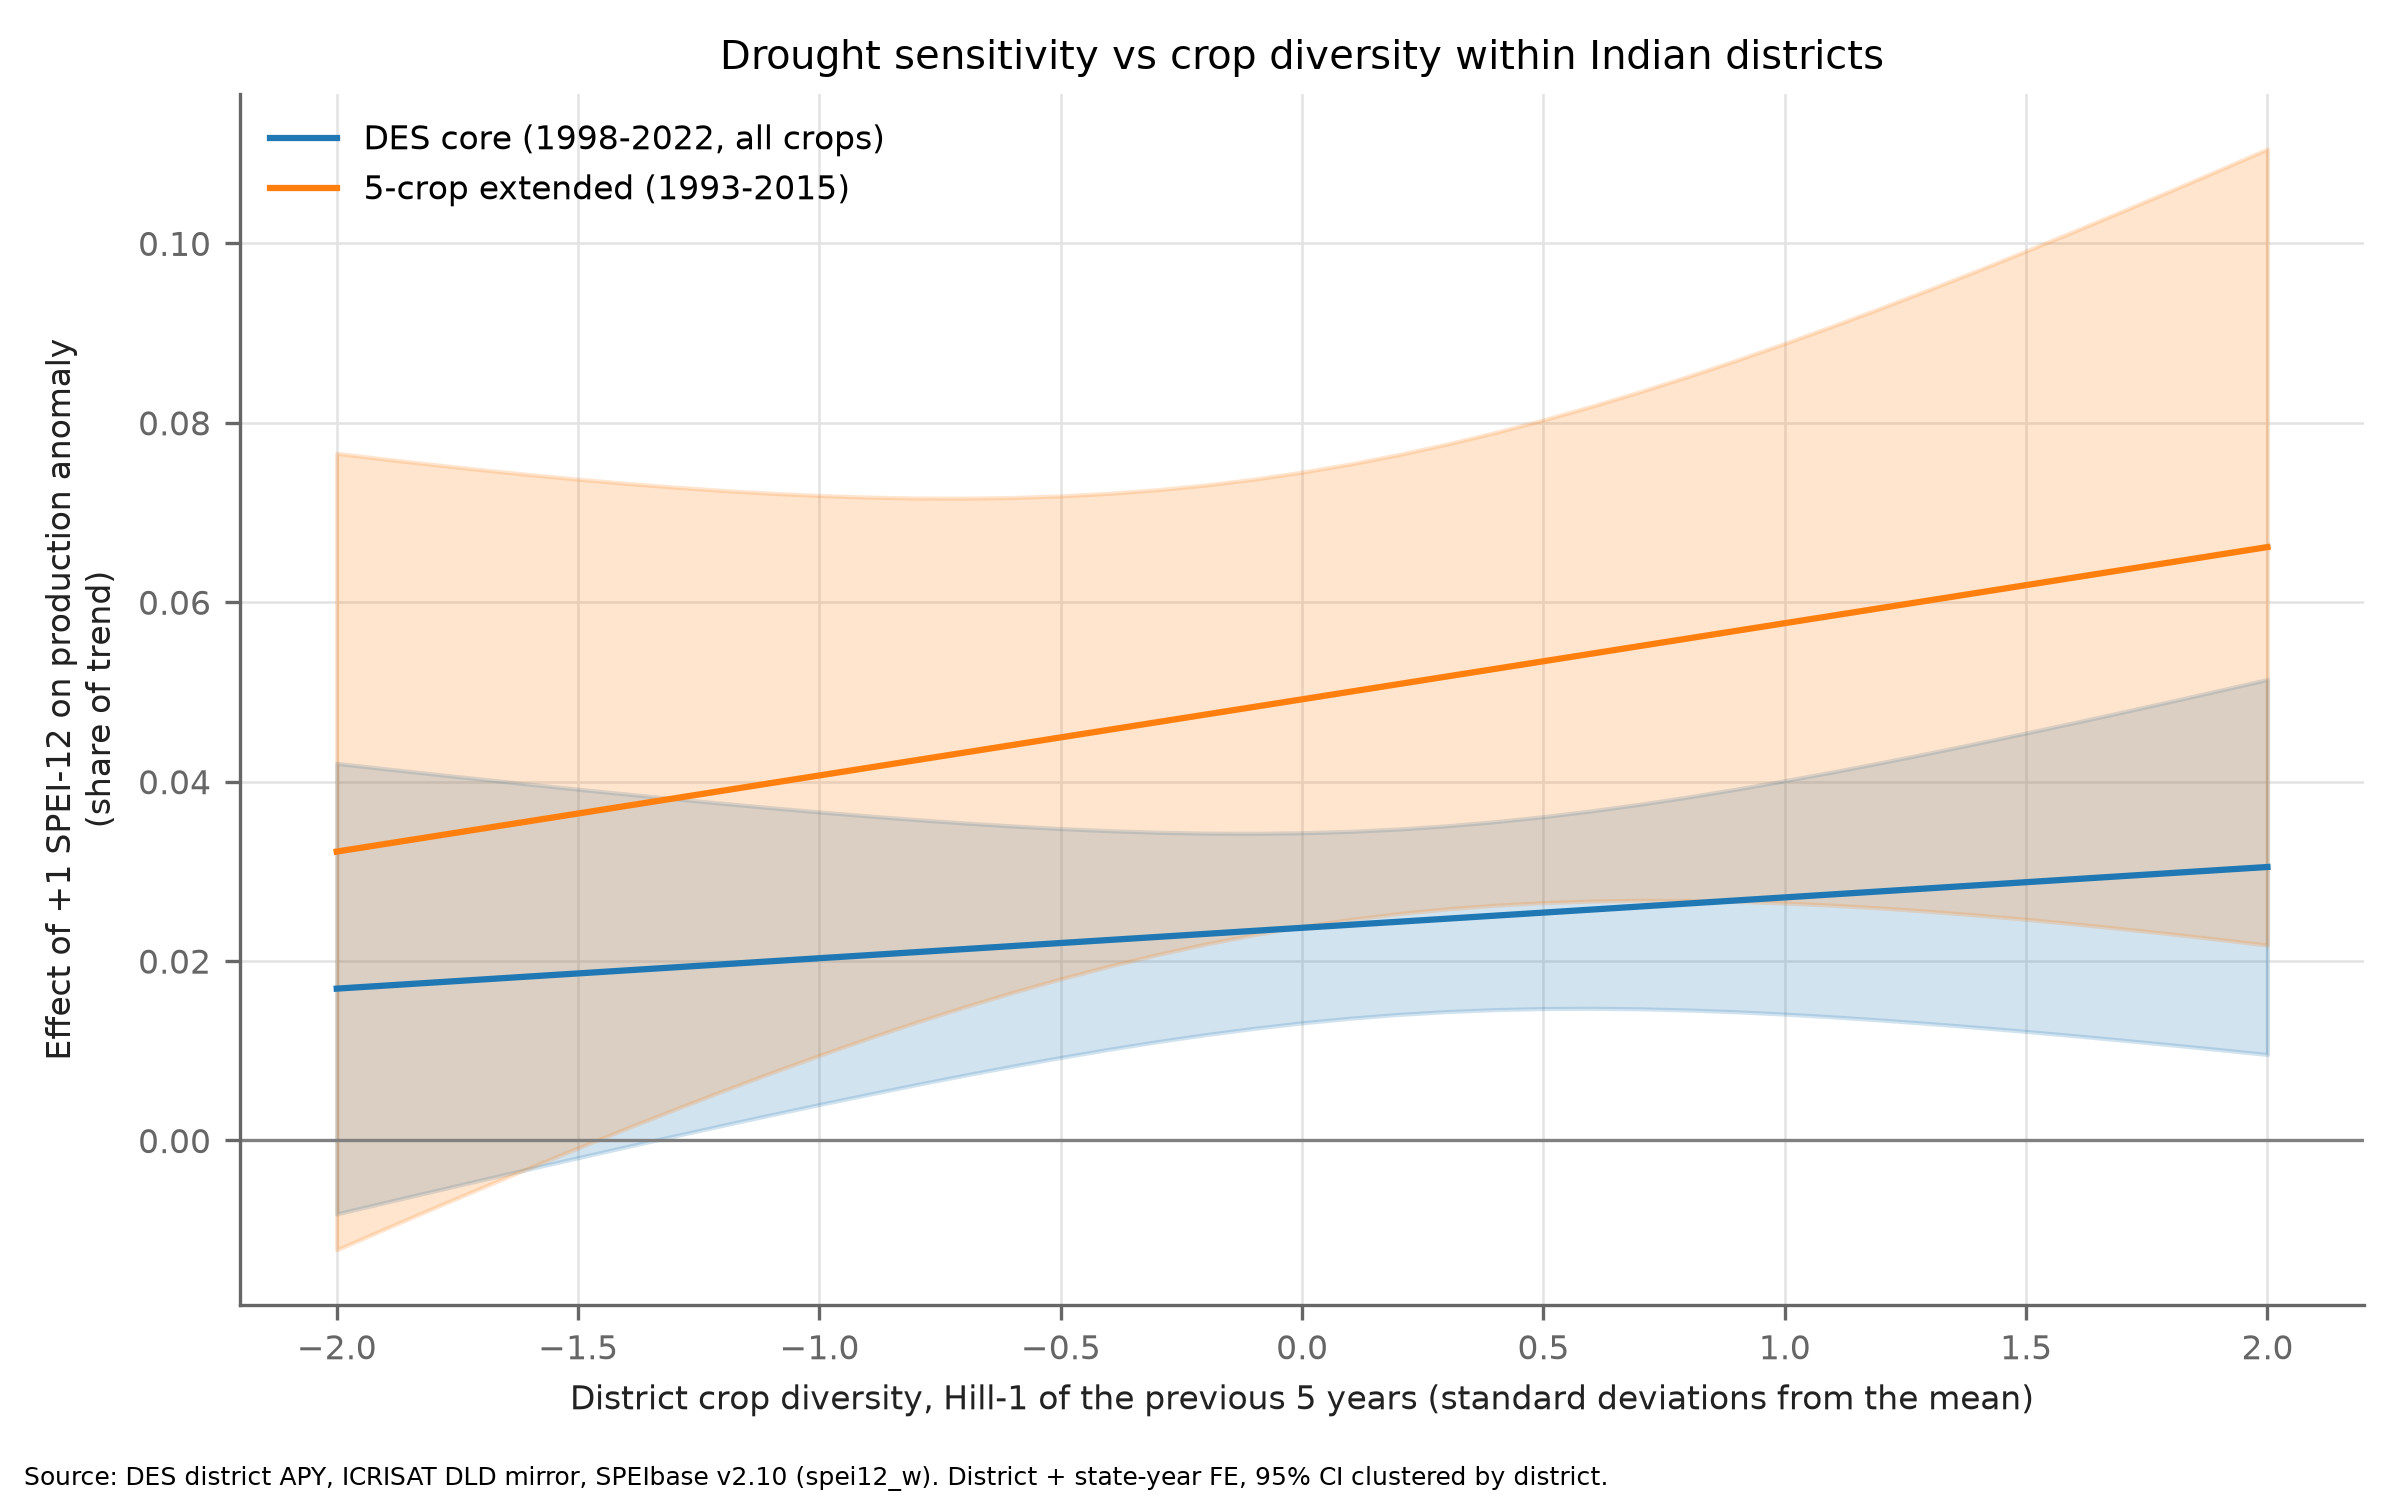 Drought sensitivity vs crop diversity within Indian districts
DES core (1998-2022, all crops)
5-crop extended (1993-2015)
Effect of +1 SPEI-12 on production anomaly
(share of trend)
0.10
0.08
0.06
0.04
0.02
0.00
−2.0 −1.5 −1.0 −0.5 0.0 0.5 1.0 1.5 2.0
District crop diversity, Hill-1 of the previous 5 years (standard deviations from the mean)
Source: DES district APY, ICRISAT DLD mirror, SPEIbase v2.10 (spei12_w). District + state-year FE, 95% CI clustered by district.